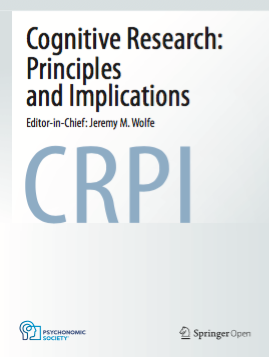 Cognitive Research:
Principles
and Implications
Editor-in-Chief: Jeremy M. Wolfe
CRPI
PSYCHONOMIC
SOCIETY
Springer Open